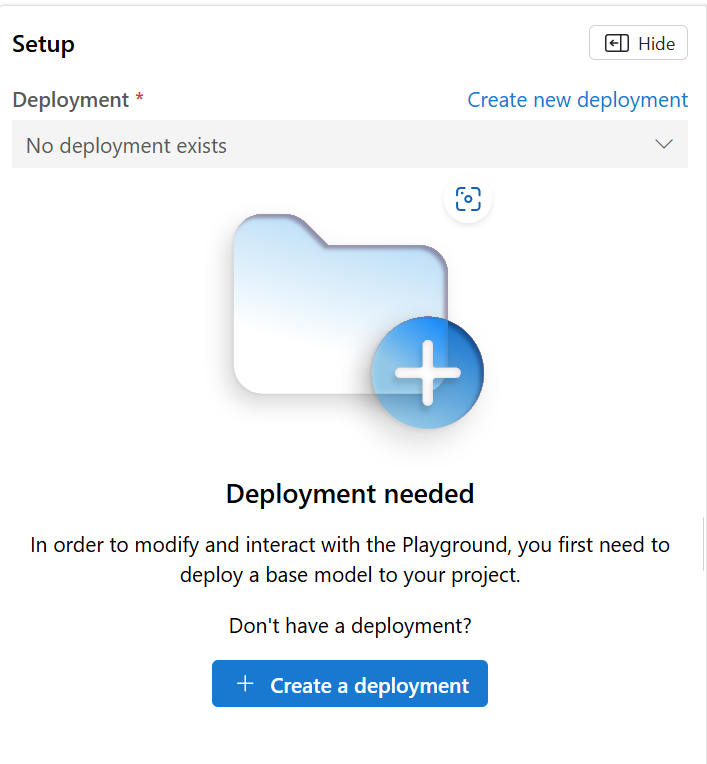 Setup
Hide
Deployment *
Create new deployment
No deployment exists
Deployment needed
In order to modify and interact with the Playground, you first need to
deploy a base model to your project.
Don't have a deployment?
Create a deployment